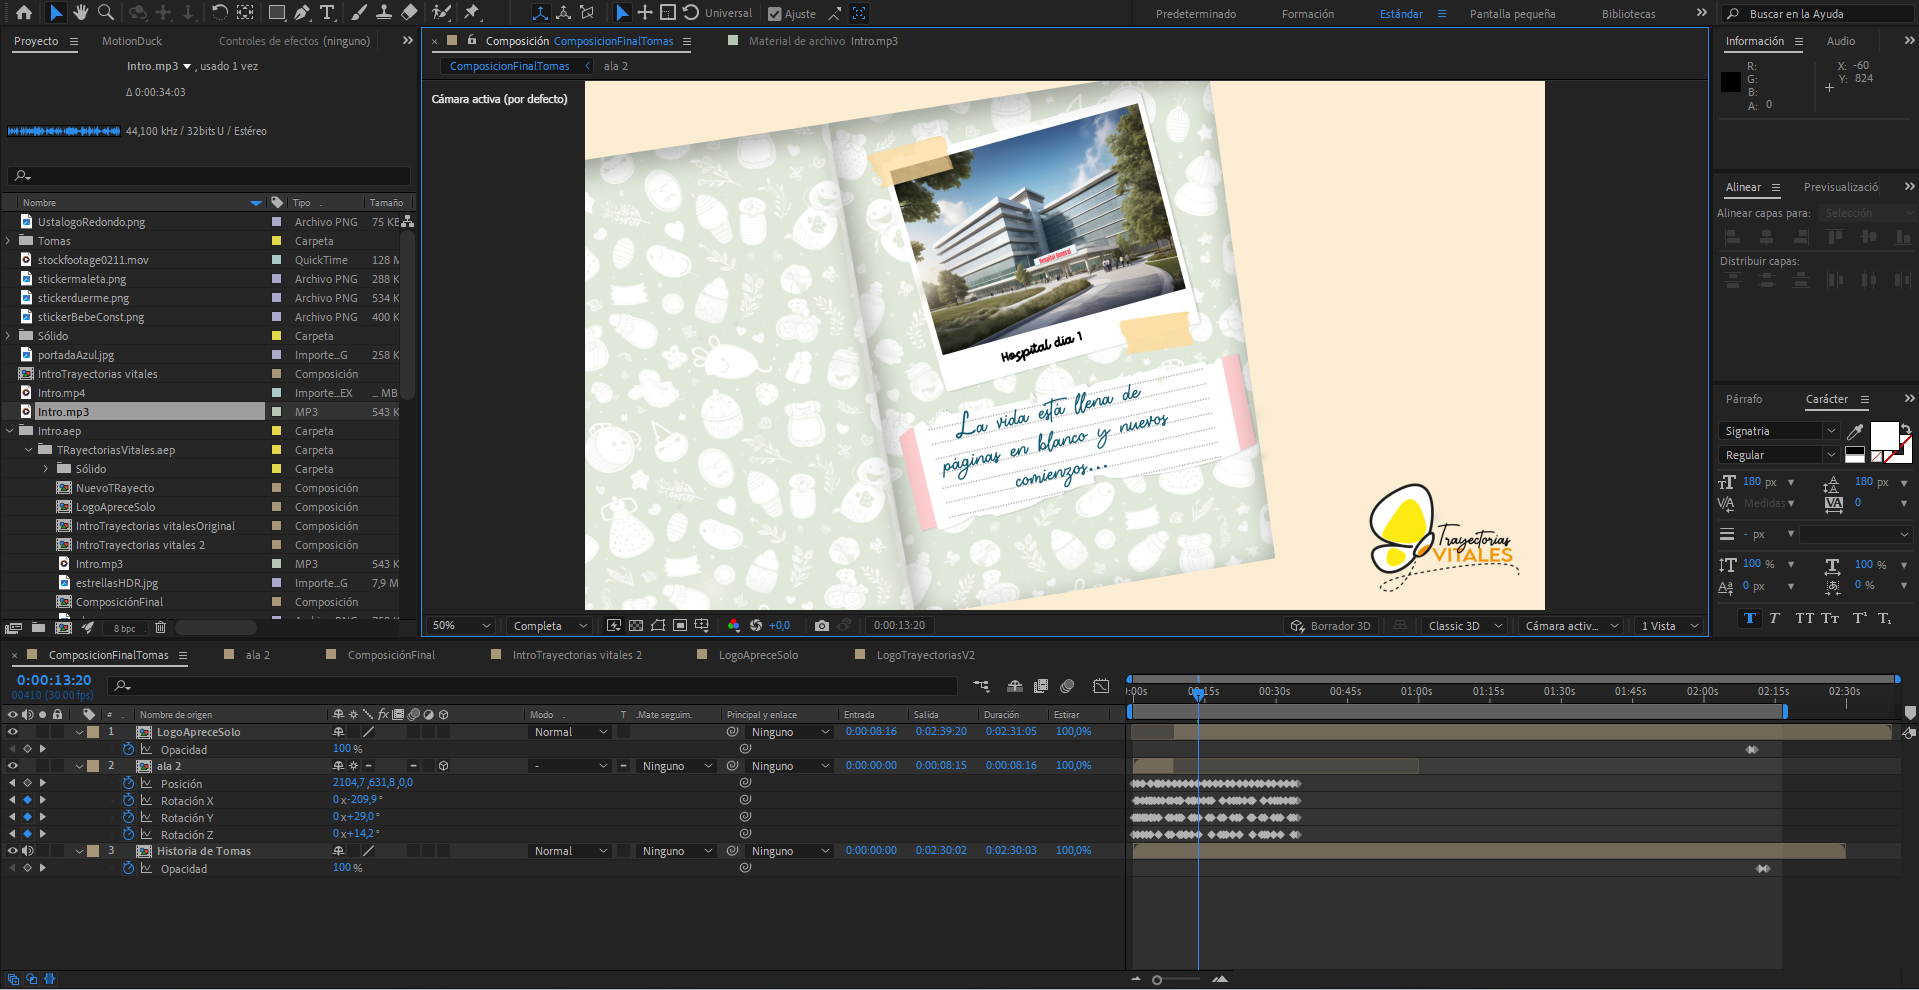 Universal
Ajuste
Predeterminado
Formación
Estándar
Pantalla pequeña
Bibliotecas
Buscar en la Ayuda
Proyecto
MotionDuck
Controles de efectos (ninguno)
Intro.mp3 , usado 1 vez
Δ 0:00:34:03
44,100 kHz / 32bits U / Estéreo
Nombre Tipo Tamaño
UstalogoRedondo.png Archivo PNG 75 KB
Tomas Carpeta
stockfootage0211.mov QuickTime 128 M
stickermaleta.png Archivo PNG 288 K
stickerduerme.png Archivo PNG 534 K
stickerBebeConst.png Archivo PNG 400 K
Sólido Carpeta
portadaAzul.jpg Importe...G 258 K
IntroTrayectorias vitales Composición
Intro.mp4 Importe...EX ... MB
Intro.mp3 MP3 543 K
Intro.aep Carpeta
TRayectoriasVitales.aep Carpeta
Sólido Carpeta
NuevoTRayecto Composición
LogoApreceSolo Composición
IntroTrayectorias vitalesOriginal Composición
IntroTrayectorias vitales 2 Composición
Intro.mp3 MP3 543 K
estrellasHDR.jpg Importe...G 7,9 M
ComposiciónFinal Composición
8 bpc
Composición ComposicionFinalTomas
Material de archivo Intro.mp3
ComposicionFinalTomas ala 2
Cámara activa (por defecto)
Hospital General
Hospital dia 1
La vida está llena de
páginas en blanco y nuevos
comienzos...
Trayectorias
VITALES
50% Completa +0,0 0:00:13:20 Borrador 3D Classic 3D Cámara activ... 1 Vista
Información Audio
R: X: -60
G: Y: 824
B:
A: 0
Alinear Previsualizació
Alinear capas para: Selección
Distribuir capas:
Párrafo Carácter
Signatria
Regular
180 px 180 px
Medidas 0
- px
100 % 100 %
0 px 0 %
ComposicionFinalTomas
ala 2
ComposiciónFinal
IntroTrayectorias vitales 2
LogoApreceSolo
LogoTrayectoriasV2
0:00:13:20
00410 (30.00 fps)
:00s 00:15s 00:30s 00:45s 01:00s 01:15s 01:30s 01:45s 02:00s 02:15s 02:30s
# Nombre de origen Modo T .Mate seguim. Principal y enlace Entrada Salida Duración Estirar
1 LogoApreceSolo Normal Ninguno 0:00:08:16 0:02:39:20 0:02:31:05 100,0%
Opacidad 100 %
2 ala 2 - Ninguno Ninguno 0:00:00:00 0:00:08:15 0:00:08:16 100,0%
Posición 2104,7,631,8,0,0
Rotación X 0x-209,9°
Rotación Y 0x+29,0°
Rotación Z 0x+14,2°
3 Historia de Tomas Normal Ninguno Ninguno 0:00:00:00 0:02:30:02 0:02:30:03 100,0%
Opacidad 100 %